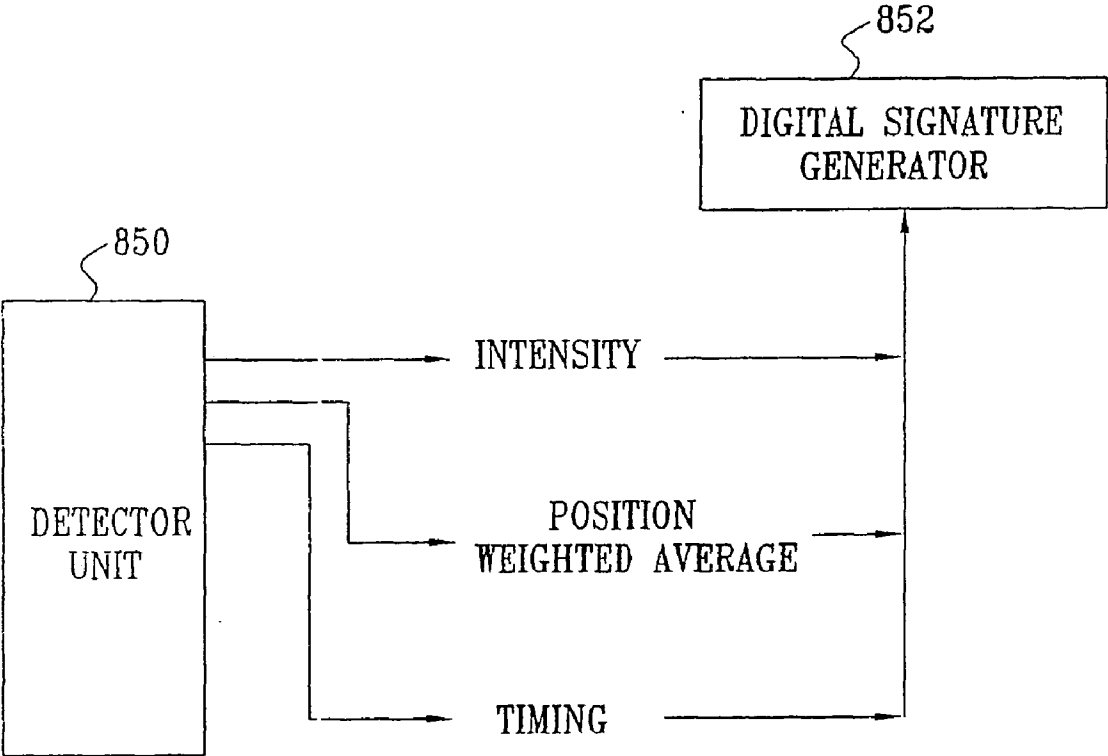 852
DIGITAL SIGNATURE
GENERATOR
850
INTENSITY
DETECTOR
UNIT
POSITION
WEIGHTED AVERAGE
TIMING